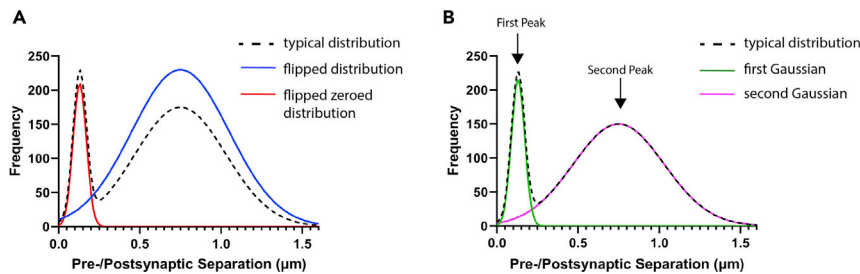 A
typical distribution
flipped distribution
flipped zeroed
distribution
250
200
150
100
50
0
Frequency
0.0
0.5
1.0
1.5
Pre-/Postsynaptic Separation (μm)
B
First Peak
Second Peak
typical distribution
first Gaussian
second Gaussian
250
200
150
100
50
0
Frequency
0.0
0.5
1.0
1.5
Pre-/Postsynaptic Separation (μm)